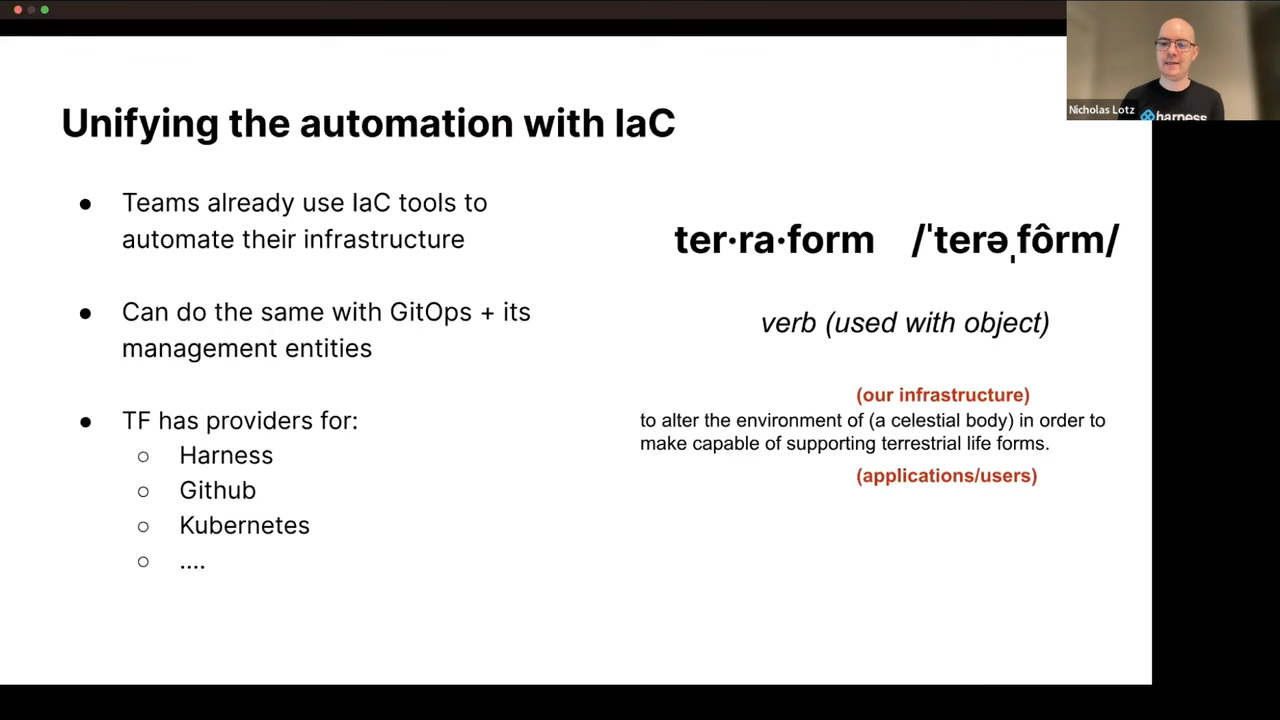 Unifying the automation with IaC
● Teams already use IaC tools to
automate their infrastructure
● Can do the same with GitOps + its
management entities
● TF has providers for:
○ Harness
○ Github
○ Kubernetes
○ ....
ter·ra·form /ˈterəˌfôrm/
verb (used with object)
(our infrastructure)
to alter the environment of (a celestial body) in order to
make capable of supporting terrestrial life forms.
(applications/users)
Nicholas Lotz
harness